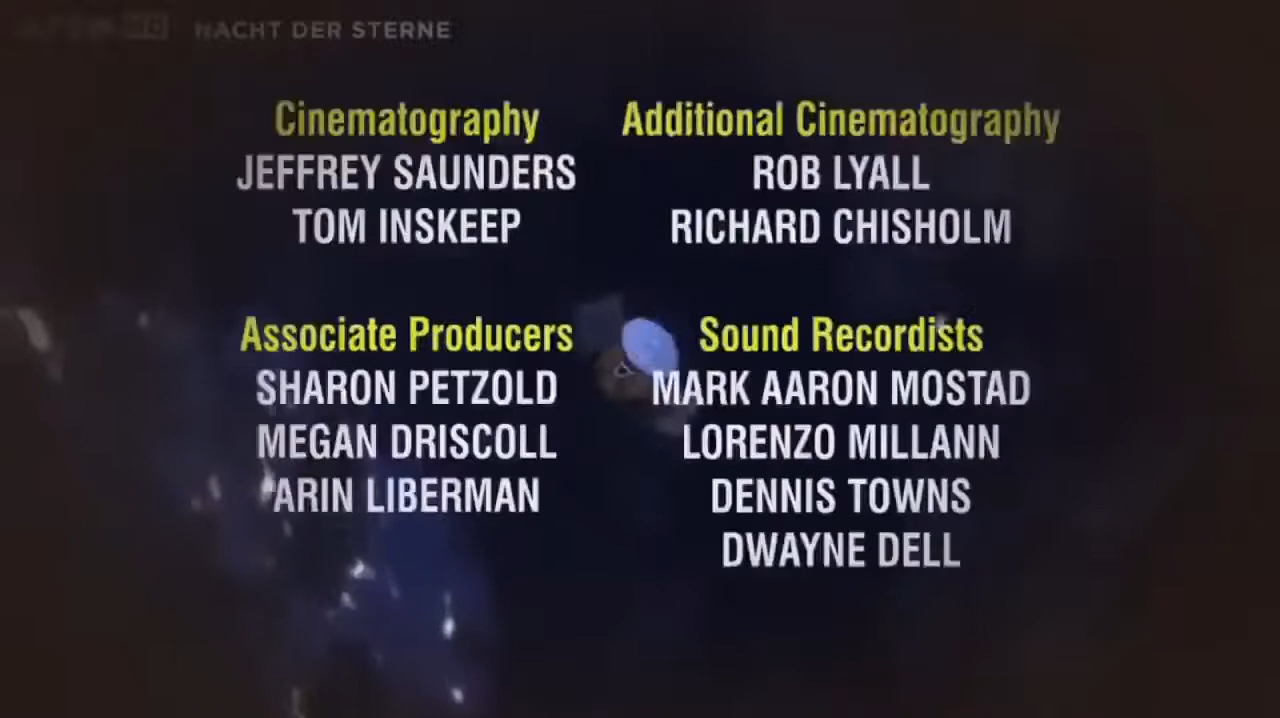 NACHT DER STERNE
Cinematography
JEFFREY SAUNDERS
TOM INSKEEP
Additional Cinematography
ROB LYALL
RICHARD CHISHOLM
Associate Producers
SHARON PETZOLD
MEGAN DRISCOLL
ARIN LIBERMAN
Sound Recordists
MARK AARON MOSTAD
LORENZO MILLANN
DENNIS TOWNS
DWAYNE DELL